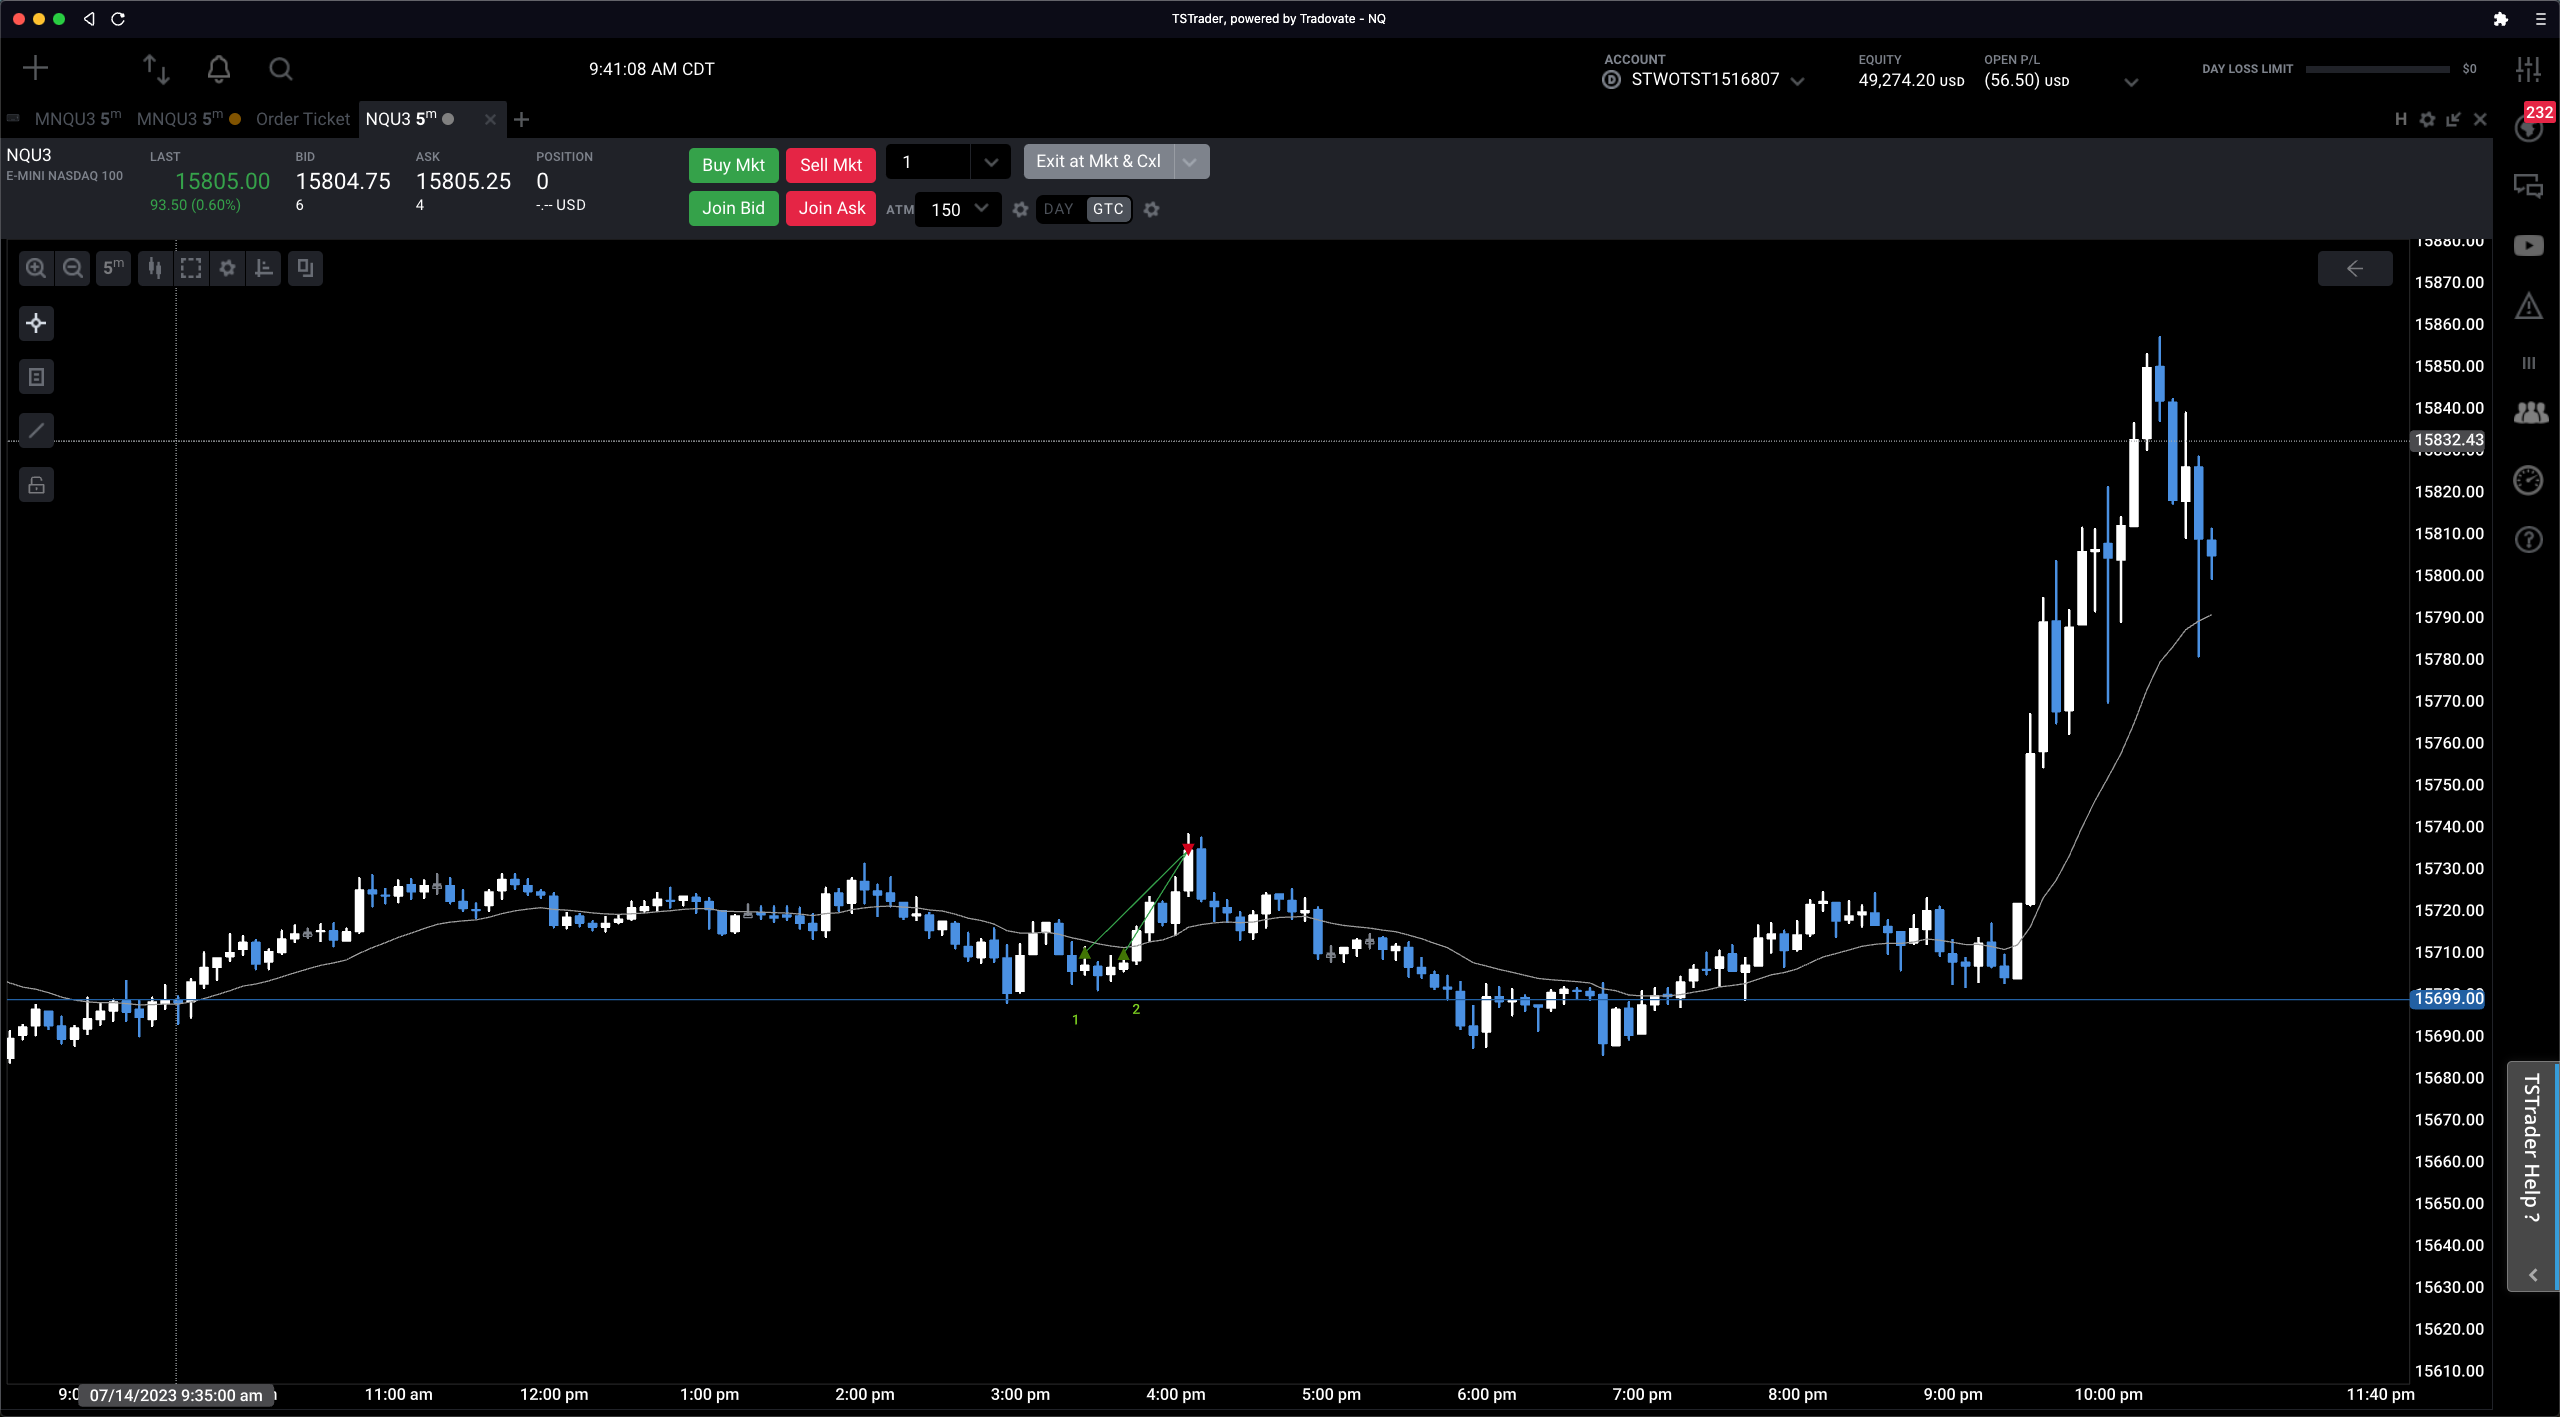 TSTrader, powered by Tradovate - NQ
9:41:08 AM CDT
ACCOUNT
D STWOTST1516807
EQUITY
49,274.20 USD
OPEN P/L
(56.50) USD
DAY LOSS LIMIT
$0
MNQU3 5m
MNQU3 5m
Order Ticket
NQU3 5m
H
232
NQU3
E-MINI NASDAQ 100
LAST
15805.00
93.50 (0.60%)
BID
15804.75
6
ASK
15805.25
4
POSITION
0
-.-- USD
Buy Mkt
Sell Mkt
1
Exit at Mkt & Cxl
Join Bid
Join Ask
ATM
150
DAY
GTC
5m
15880.00
15870.00
15860.00
15850.00
15840.00
15832.43
15820.00
15810.00
15800.00
15790.00
15780.00
15770.00
15760.00
15750.00
15740.00
15730.00
15720.00
15710.00
15699.00
15690.00
15680.00
15670.00
15660.00
15650.00
15640.00
15630.00
15620.00
15610.00
1
2
TSTrader Help ?
07/14/2023 9:35:00 am
11:00 am
12:00 pm
1:00 pm
2:00 pm
3:00 pm
4:00 pm
5:00 pm
6:00 pm
7:00 pm
8:00 pm
9:00 pm
10:00 pm
11:40 pm